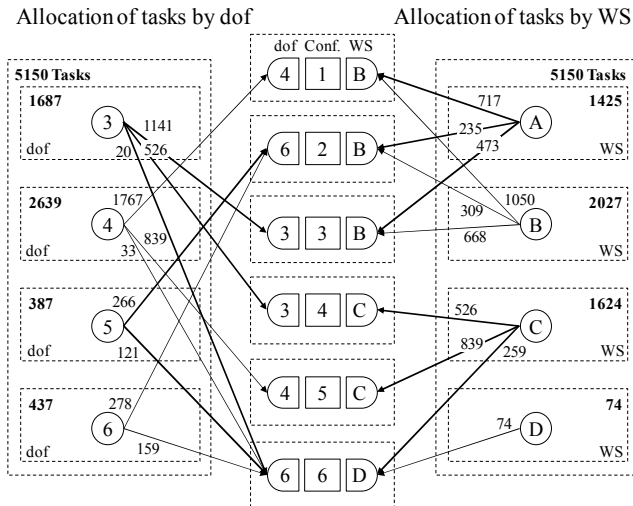 Allocation of tasks by dof
Allocation of tasks by WS
dof Conf. WS
4 1 B
6 2 B
3 3 B
3 4 C
4 5 C
6 6 D
5150 Tasks
1687
3
dof
1141
526
20
2639
4
dof
1767
839
33
387
5
dof
266
121
437
6
dof
278
159
5150 Tasks
1425
A
WS
717
235
473
2027
B
WS
1050
309
668
1624
C
WS
526
839
259
74
D
WS
74